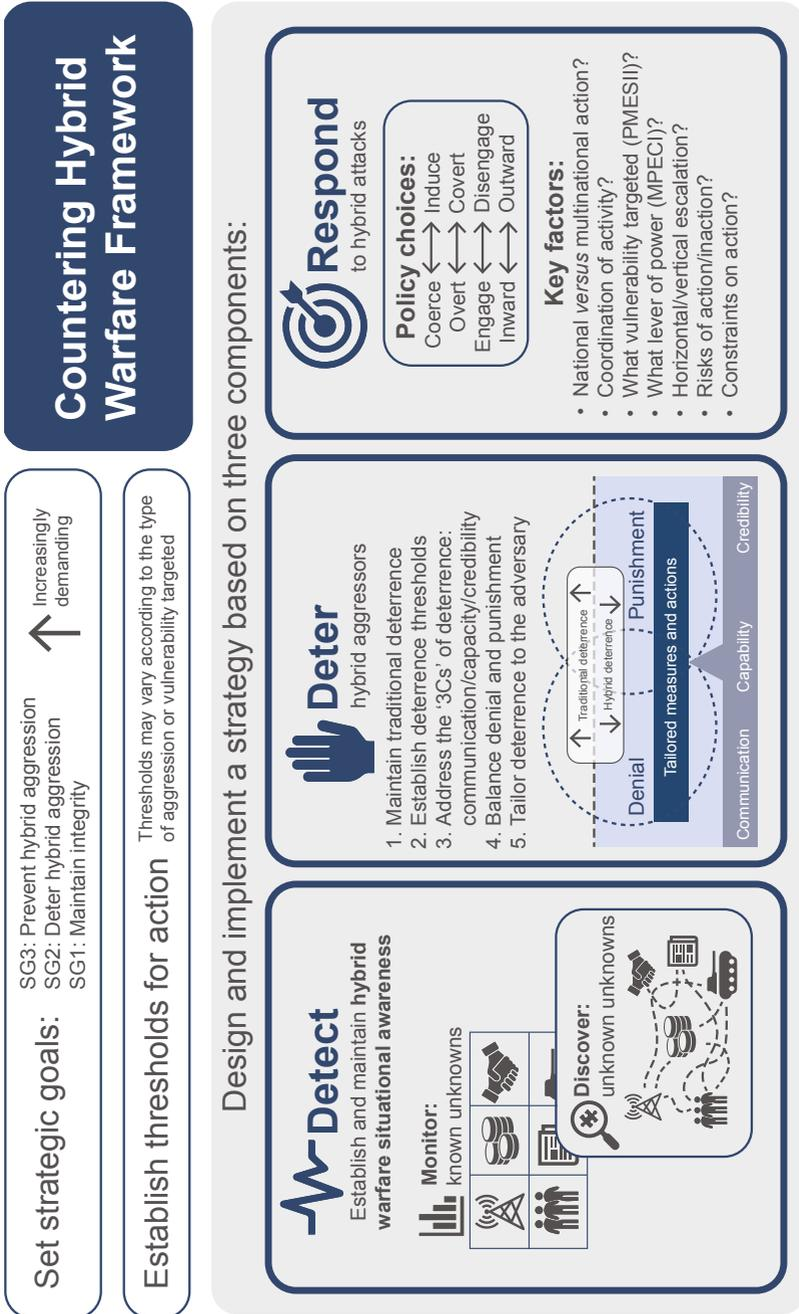 Countering Hybrid
Warfare Framework
Set strategic goals:
SG3: Prevent hybrid aggression
SG2: Deter hybrid aggression
SG1: Maintain integrity
Increasingly
demanding
Establish thresholds for action
Thresholds may vary according to the type
of aggression or vulnerability targeted
Design and implement a strategy based on three components:
Detect
Establish and maintain hybrid
warfare situational awareness
Monitor:
known unknowns
Discover:
unknown unknowns
Deter
hybrid aggressors
1. Maintain traditional deterrence
2. Establish deterrence thresholds
3. Address the ‘3Cs’ of deterrence:
communication/capacity/credibility
4. Balance denial and punishment
5. Tailor deterrence to the adversary
Traditional deterrence
Hybrid deterrence
Denial
Punishment
Tailored measures and actions
Communication
Capability
Credibility
Respond
to hybrid attacks
Policy choices:
Coerce ↔ Induce
Overt ↔ Covert
Engage ↔ Disengage
Inward ↔ Outward
Key factors:
• National versus multinational action?
• Coordination of activity?
• What vulnerability targeted (PMESII)?
• What lever of power (MPECI)?
• Horizontal/vertical escalation?
• Risks of action/inaction?
• Constraints on action?